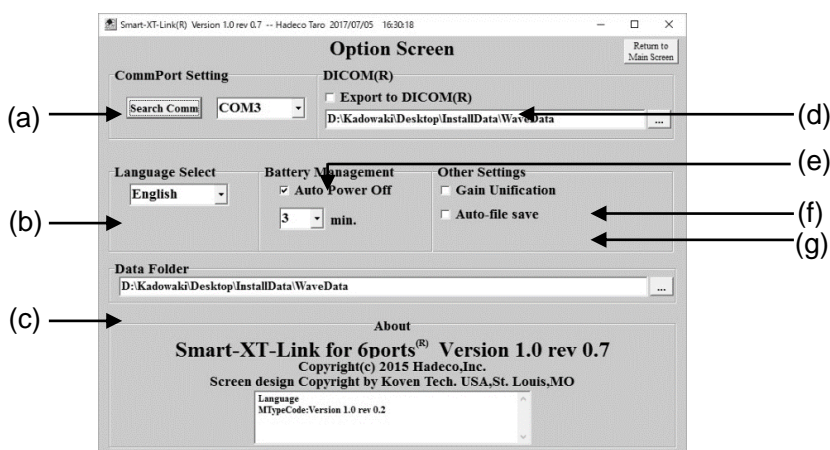 Smart-XT-Link(R) Version 1.0 rev 0.7 -- Hadeco Taro 2017/07/05 16:30:18
Option Screen
Return to
Main Screen
CommPort Setting
DICOM(R)
Search Comm
COM3
Export to DICOM(R)
D:\Kadowaki\Desktop\InstallData\WaveData
...
(a)
(d)
(e)
Language Select
Battery Management
Other Settings
English
Auto Power Off
Gain Unification
3
min.
Auto-file save
(b)
(f)
(g)
Data Folder
D:\Kadowaki\Desktop\InstallData\WaveData
...
(c)
About
Smart-XT-Link for 6ports(R) Version 1.0 rev 0.7
Copyright(c) 2015 Hadeco,Inc.
Screen design Copyright by Koven Tech. USA,St. Louis,MO
Language
MTypeCode:Version 1.0 rev 0.2